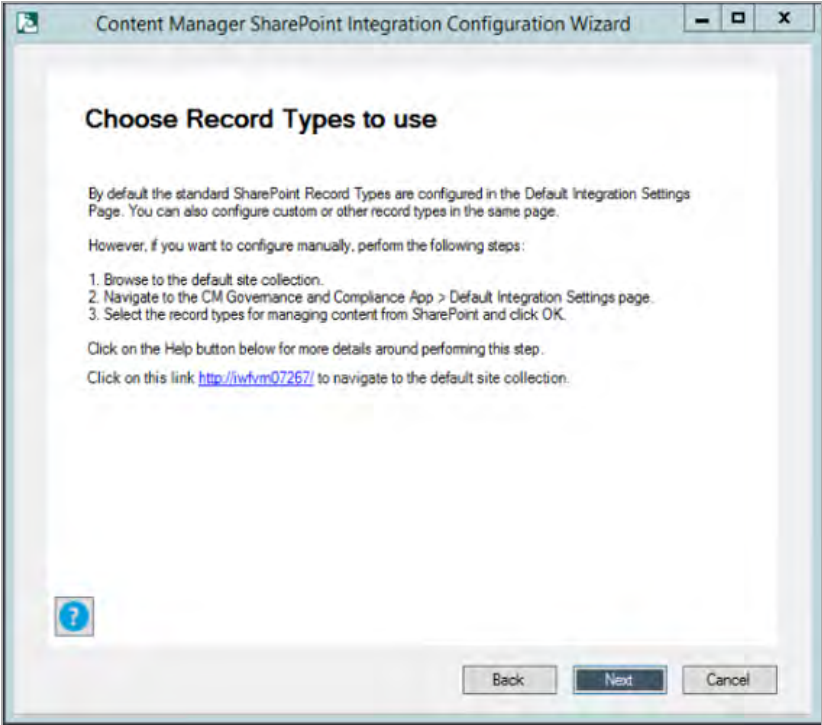 Content Manager SharePoint Integration Configuration Wizard
Choose Record Types to use
By default the standard SharePoint Record Types are configured in the Default Integration Settings
Page. You can also configure custom or other record types in the same page.
However, if you want to configure manually, perform the following steps:
1. Browse to the default site collection.
2. Navigate to the CM Governance and Compliance App > Default Integration Settings page.
3. Select the record types for managing content from SharePoint and click OK.
Click on the Help button below for more details around performing this step.
Click on this link http://iwfvm07267/ to navigate to the default site collection.
?
Back Next Cancel